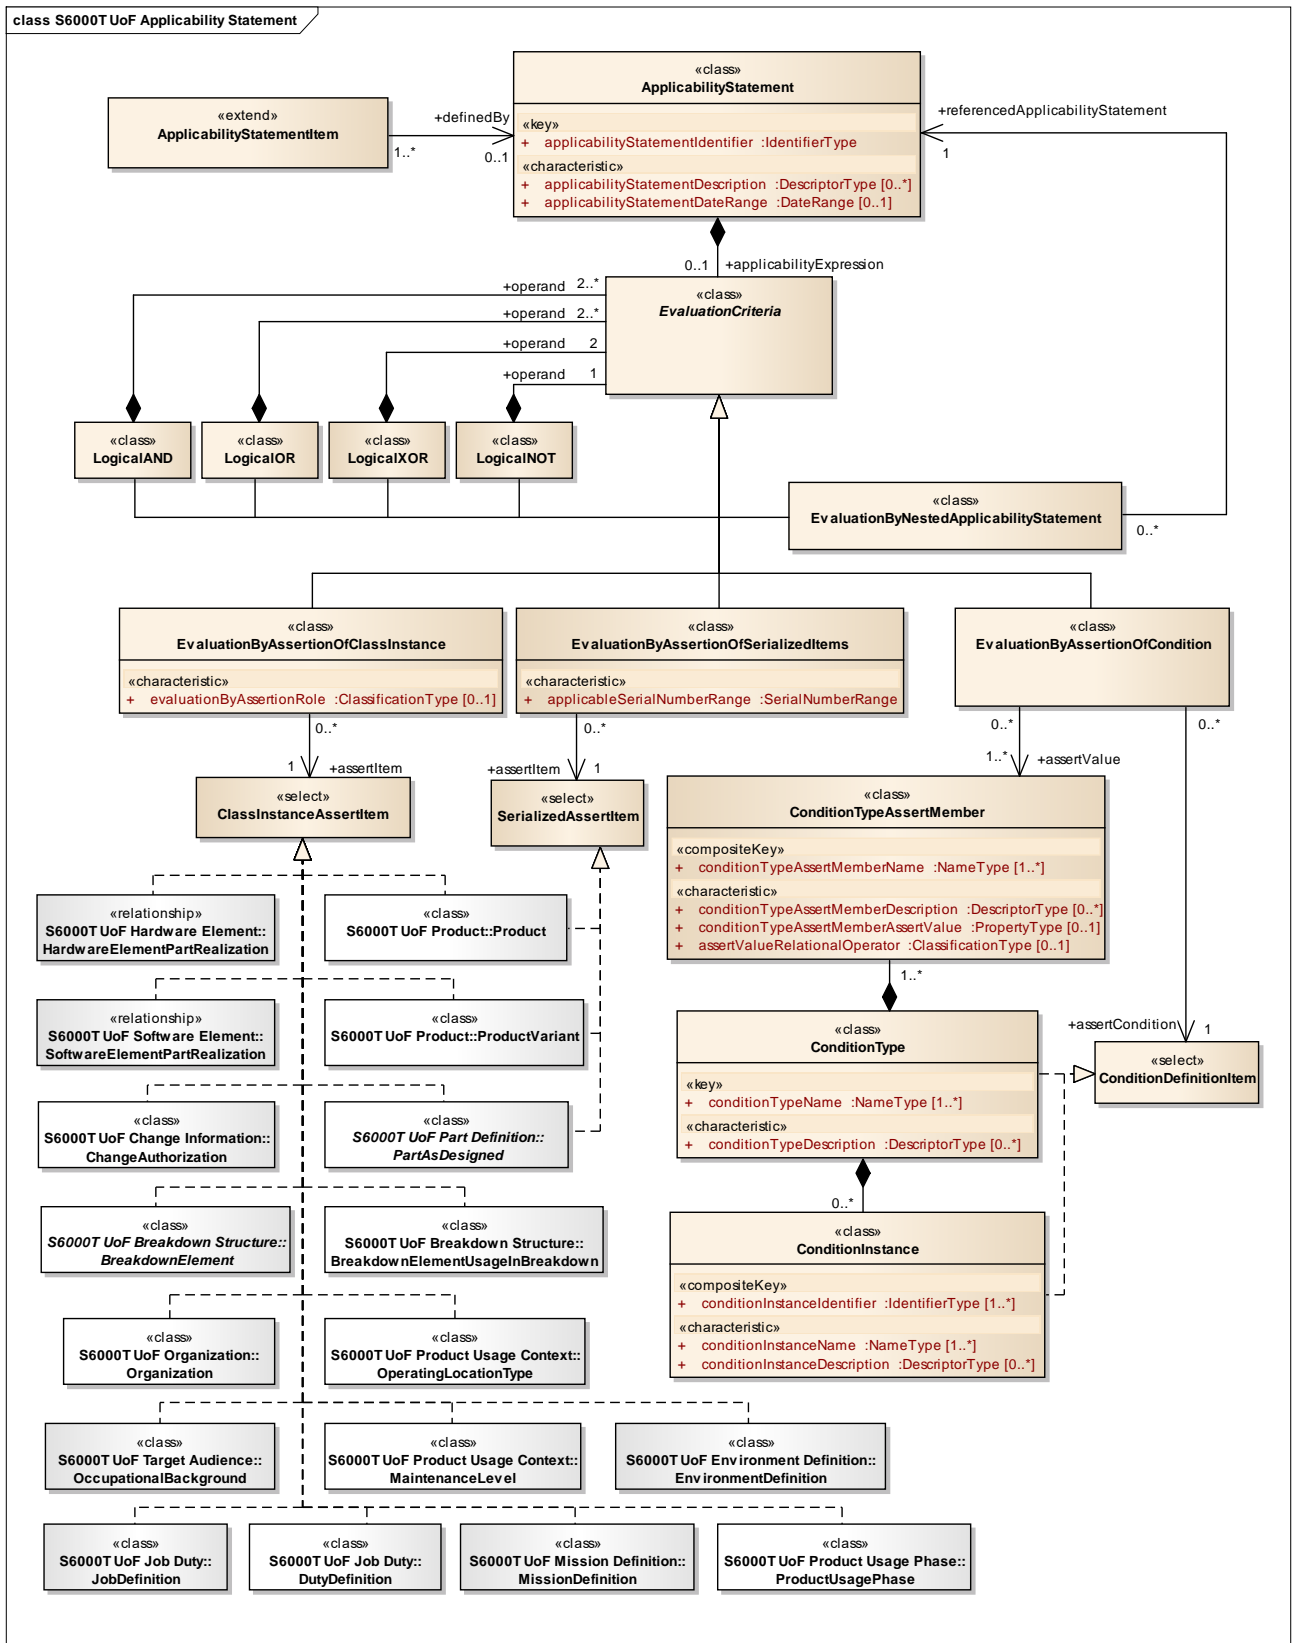 class S6000T UoF Applicability Statement
«class»
ApplicabilityStatement
«key»
+ applicabilityStatementIdentifier :IdentifierType
«characteristic»
+ applicabilityStatementDescription :DescriptorType [0..*]
+ applicabilityStatementDateRange :DateRange [0..1]
«extend»
ApplicabilityStatementItem
+definedBy
1..*
0..1
+referencedApplicabilityStatement
1
0..1
+applicabilityExpression
«class»
EvaluationCriteria
+operand 2..*
+operand 2..*
+operand 2
+operand 1
«class»
LogicalAND
«class»
LogicalOR
«class»
LogicalXOR
«class»
LogicalNOT
«class»
EvaluationByNestedApplicabilityStatement
0..*
«class»
EvaluationByAssertionOfClassInstance
«characteristic»
+ evaluationByAssertionRole :ClassificationType [0..1]
«class»
EvaluationByAssertionOfSerializedItems
«characteristic»
+ applicableSerialNumberRange :SerialNumberRange
«class»
EvaluationByAssertionOfCondition
0..*
1
+assertItem
0..*
+assertItem
1
0..*
0..*
1..*
+assertValue
«select»
ClassInstanceAssertItem
«select»
SerializedAssertItem
«class»
ConditionTypeAssertMember
«compositeKey»
+ conditionTypeAssertMemberName :NameType [1..*]
«characteristic»
+ conditionTypeAssertMemberDescription :DescriptorType [0..*]
+ conditionTypeAssertMemberAssertValue :PropertyType [0..1]
+ assertValueRelationalOperator :ClassificationType [0..1]
1..*
«relationship»
S6000T UoF Hardware Element::
HardwareElementPartRealization
«class»
S6000T UoF Product::Product
«relationship»
S6000T UoF Software Element::
SoftwareElementPartRealization
«class»
S6000T UoF Product::ProductVariant
«class»
ConditionType
«key»
+ conditionTypeName :NameType [1..*]
«characteristic»
+ conditionTypeDescription :DescriptorType [0..*]
+assertCondition
1
«select»
ConditionDefinitionItem
«class»
S6000T UoF Change Information::
ChangeAuthorization
«class»
S6000T UoF Part Definition::
PartAsDesigned
0..*
«class»
S6000T UoF Breakdown Structure::
BreakdownElement
«class»
S6000T UoF Breakdown Structure::
BreakdownElementUsageInBreakdown
«class»
ConditionInstance
«compositeKey»
+ conditionInstanceIdentifier :IdentifierType [1..*]
«characteristic»
+ conditionInstanceName :NameType [1..*]
+ conditionInstanceDescription :DescriptorType [0..*]
«class»
S6000T UoF Organization::
Organization
«class»
S6000T UoF Product Usage Context::
OperatingLocationType
«class»
S6000T UoF Target Audience::
OccupationalBackground
«class»
S6000T UoF Product Usage Context::
MaintenanceLevel
«class»
S6000T UoF Environment Definition::
EnvironmentDefinition
«class»
S6000T UoF Job Duty::
JobDefinition
«class»
S6000T UoF Job Duty::
DutyDefinition
«class»
S6000T UoF Mission Definition::
MissionDefinition
«class»
S6000T UoF Product Usage Phase::
ProductUsagePhase